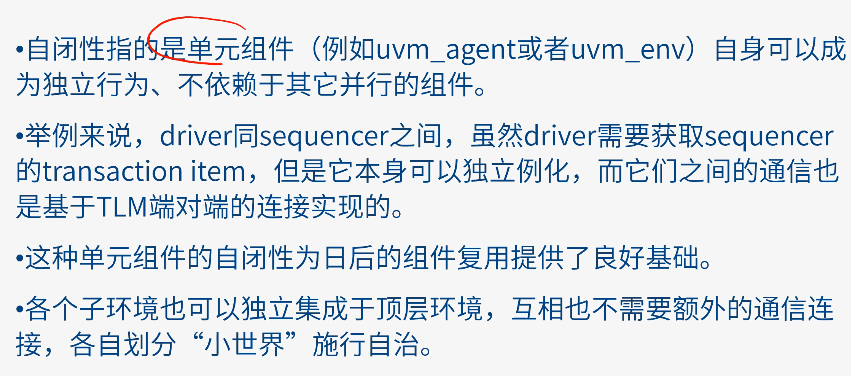 •自闭性指的是单元组件（例如uvm_agent或者uvm_env）自身可以成
为独立行为、不依赖于其它并行的组件。
•举例来说，driver同sequencer之间，虽然driver需要获取sequencer
的transaction item，但是它本身可以独立例化，而它们之间的通信也
是基于TLM端对端的连接实现的。
•这种单元组件的自闭性为日后的组件复用提供了良好基础。
•各个子环境也可以独立集成于顶层环境，互相也不需要额外的通信连
接，各自划分“小世界”施行自治。